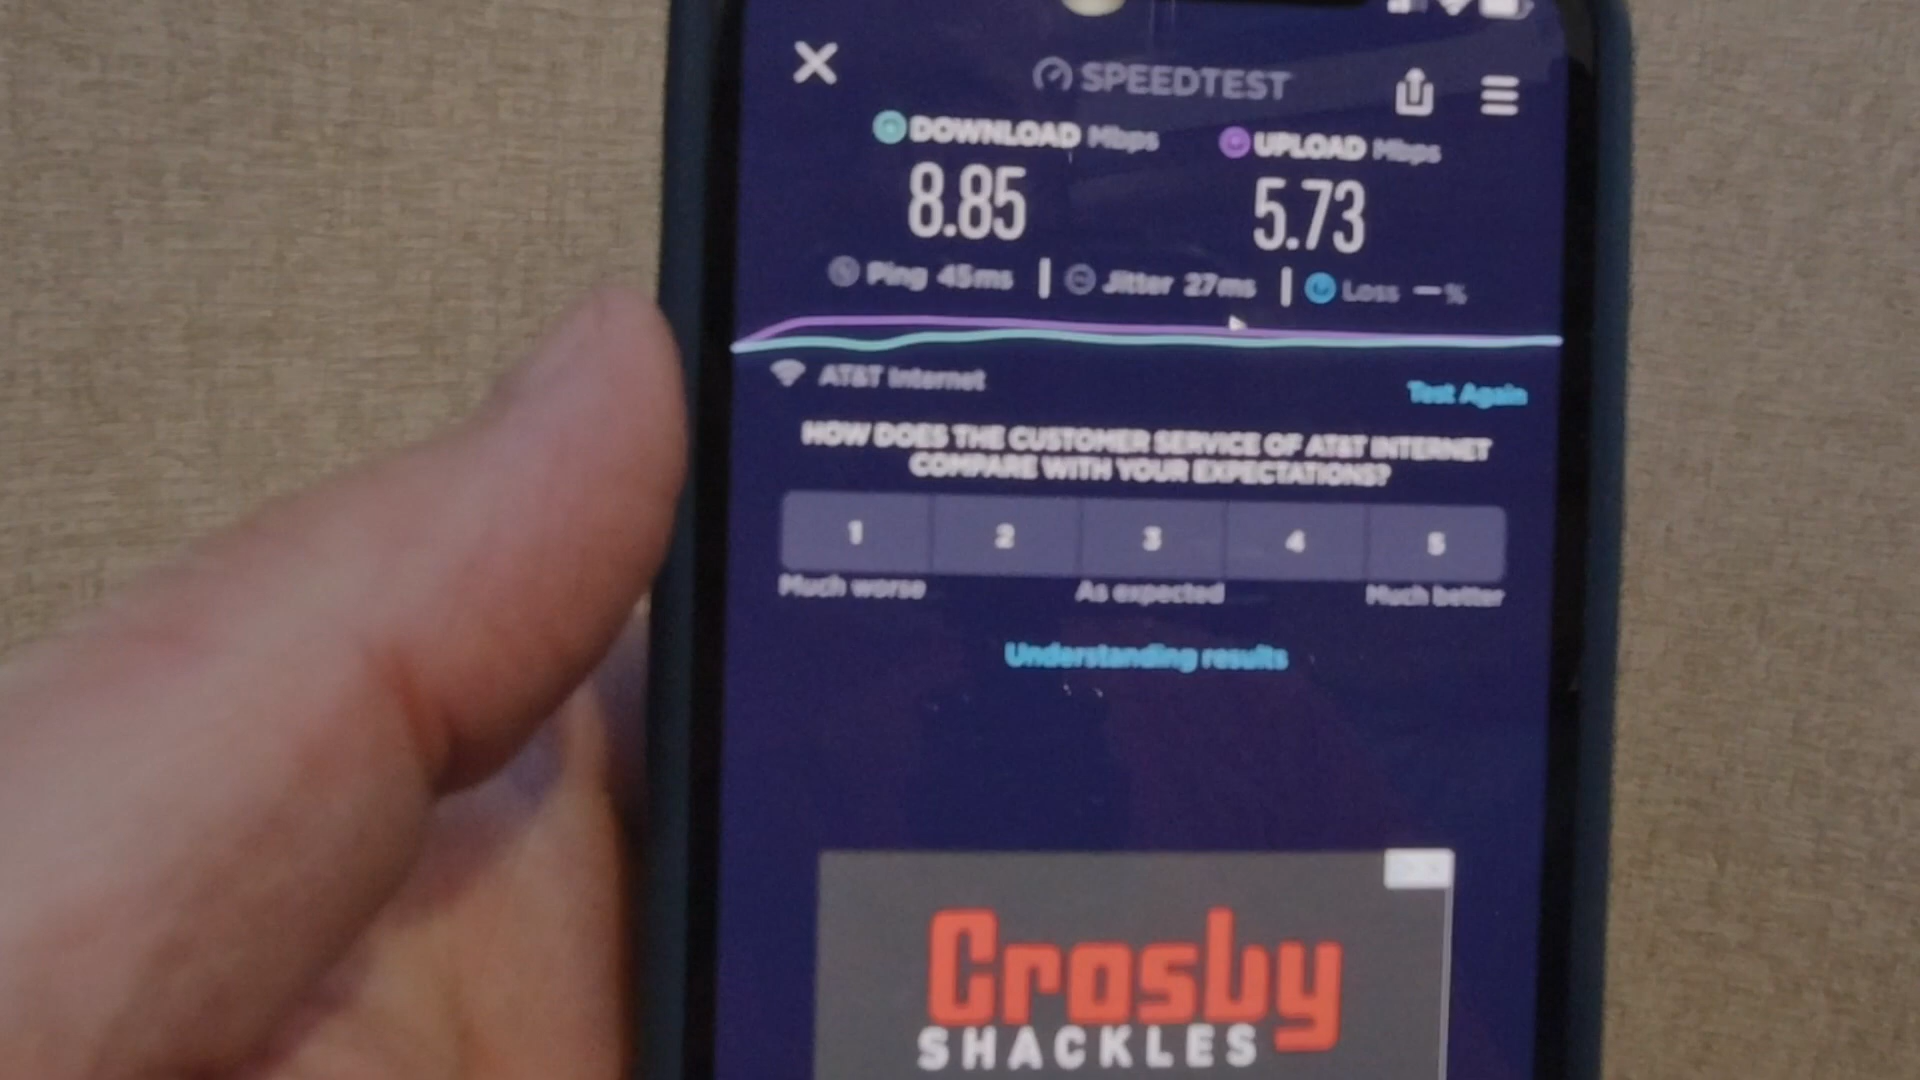 SPEEDTEST
DOWNLOAD Mbps
UPLOAD Mbps
8.85
5.73
Ping 45ms
Jitter 27ms
Loss —%
AT&T Internet
Test Again
HOW DOES THE CUSTOMER SERVICE OF AT&T INTERNET
COMPARE WITH YOUR EXPECTATIONS?
1 2 3 4 5
Much worse As expected Much better
Understanding results
Crosby
SHACKLES